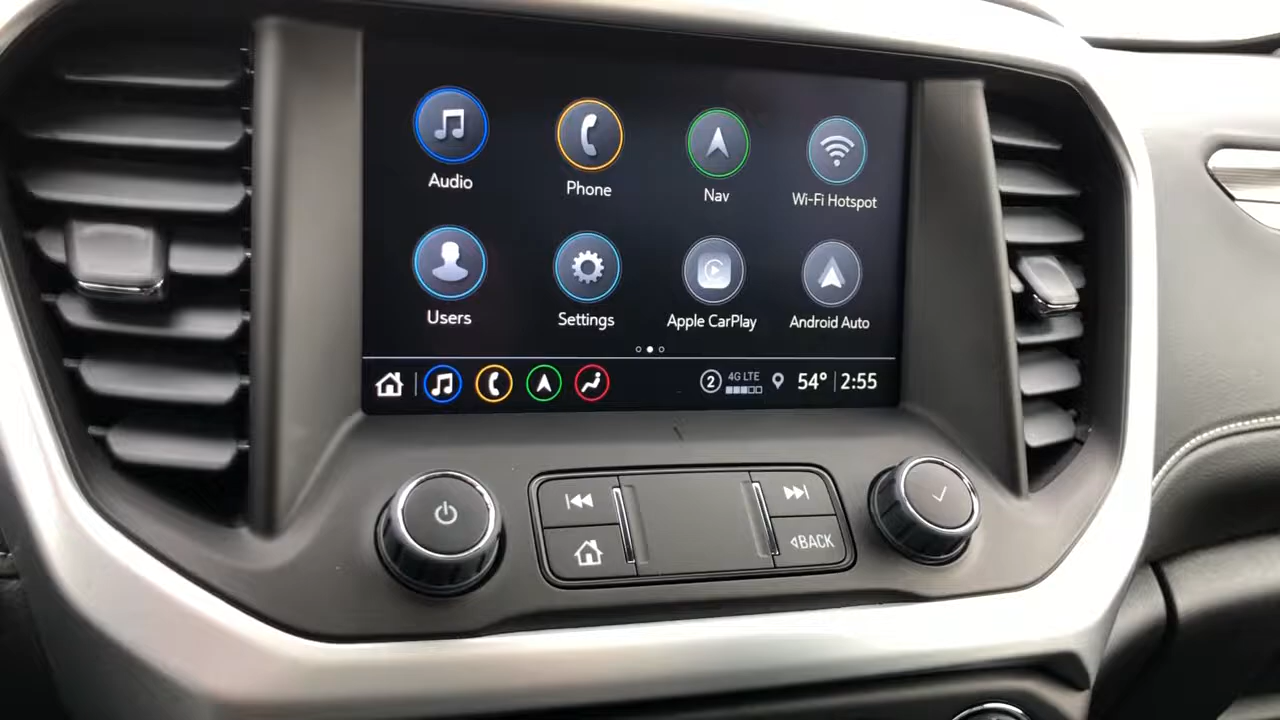 Audio
Phone
Nav
Wi-Fi Hotspot
Users
Settings
Apple CarPlay
Android Auto
2
4G LTE
54°
2:55
BACK